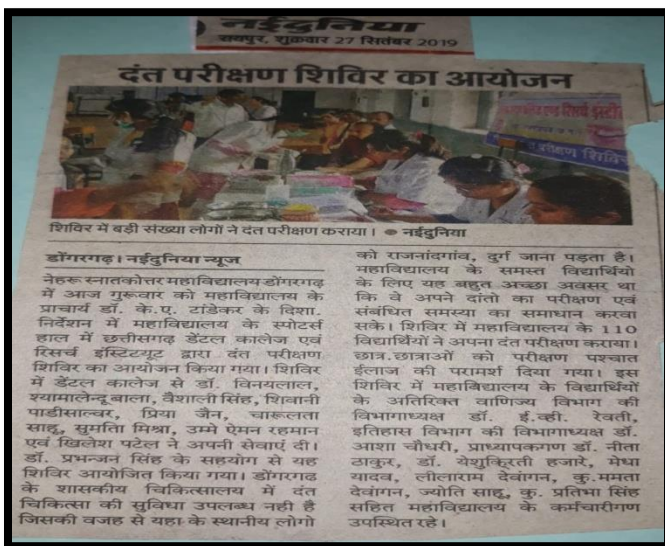 नईदुनिया
रायपुर, शुक्रवार 27 सितंबर 2019
दंत परीक्षण शिविर का आयोजन
परीक्षण शिविर
शिविर में बड़ी संख्या लोगों ने दंत परीक्षण कराया। ● नईदुनिया
डोंगरगढ़। नईदुनिया न्यूज
नेहरू स्नातकोत्तर महाविद्यालय डोंगरगढ़
में आज गुरूवार को महाविद्यालय के
प्राचार्य डॉ. के.ए. टांडेकर के दिशा.
निर्देशन में महाविद्यालय के स्पोटर्स
हाल में छत्तीसगढ़ डेंटल कालेज एवं
रिसर्च इंस्टिटयूट द्वारा दंत परीक्षण
शिविर का आयोजन किया गया। शिविर
में डेंटल कालेज से डॉ. विनयलाल,
श्यामालेन्दू बाला, वैशाली सिंह, शिवानी
पाडीसाल्वर, प्रिया जैन, चारूलता
साहू, सुमति मिश्रा, उम्मे ऐमन रहमान
एवं खिलेश पटेल ने अपनी सेवाएं दी।
डॉ. प्रभन्जन सिंह के सहयोग से यह
शिविर आयोजित किया गया। डोंगरगढ
के शासकीय चिकित्सालय में दंत
चिकित्सा की सुविधा उपलब्ध नही है
जिसकी वजह से यहा के स्थानीय लोगो
को राजनांदगांव, दुर्ग जाना पड़ता है।
महाविद्यालय के समस्त विद्यार्थियो
के लिए यह बहुत अच्छा अवसर था
कि वे अपने दांतो का परीक्षण एवं
संबंधित समस्या का समाधान करवा
सके। शिविर में महाविद्यालय के 110
विद्यार्थियों ने अपना दंत परीक्षण कराया।
छात्र.छात्राओं को परीक्षण पश्चात
ईलाज की परामर्श दिया गया। इस
शिविर में महाबिद्यालय के विद्यार्थियों
के अतिरिक्त वाणिज्य विभाग की
विभागाध्यक्ष डॉ. ई.व्ही. रेवती,
इतिहास विभाग की विभागाध्यक्ष डॉ.
आशा चौधरी, प्राध्यापकगण डॉ. नीता
ठाकुर, डॉ. येशुक्रिती हजारे, मेधा
यादव, लीलाराम देवांगन, कु.ममता
देवांगन, ज्योति साहू, कु. प्रतिभा सिंह
सहित महाविद्यालय के कर्मचारीगण
उपस्थित रहे।